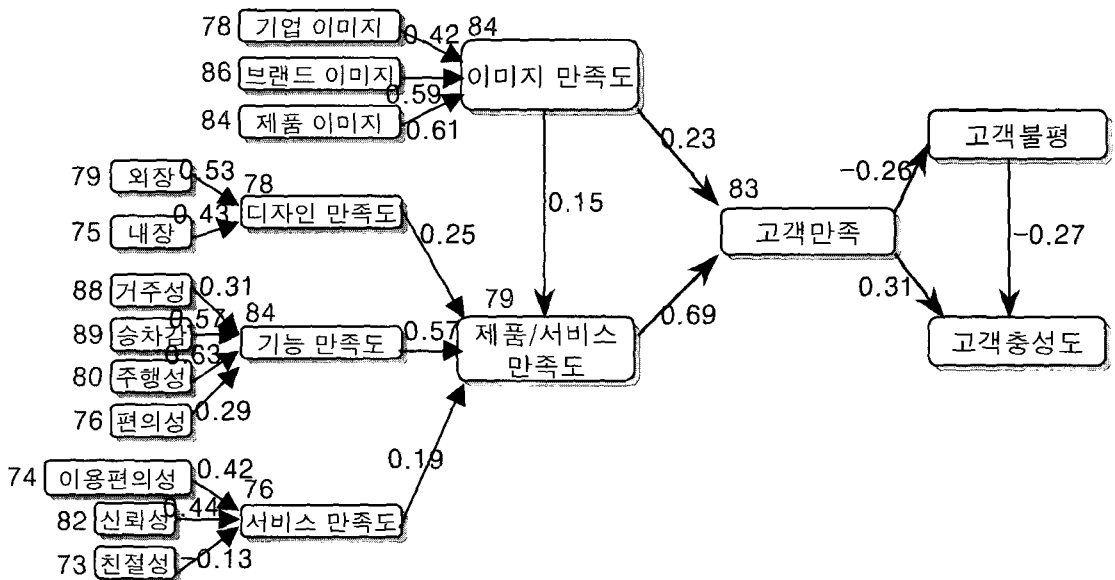 78 기업 이미지 0.42 84
86 브랜드 이미지 0.59 이미지 만족도
84 제품 이미지 0.61
0.23
고객불평
79 외장 0.53 78
디자인 만족도
75 내장 0.43
0.25
0.15
83
고객만족
-0.26
-0.27
88 거주성 0.31
89 승차감 0.57 84
기능 만족도 0.57
80 주행성 0.63
76 편의성 0.29
79
제품/서비스
만족도
0.69
0.31
고객충성도
0.19
74 이용편의성 0.42 76
82 신뢰성 0.44 서비스 만족도
73 친절성 -0.13